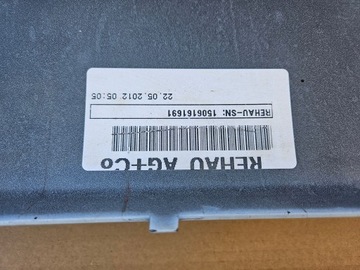 REHAU AG+Co
REHAU-SN: 1506161691
22.05.2012 05:05